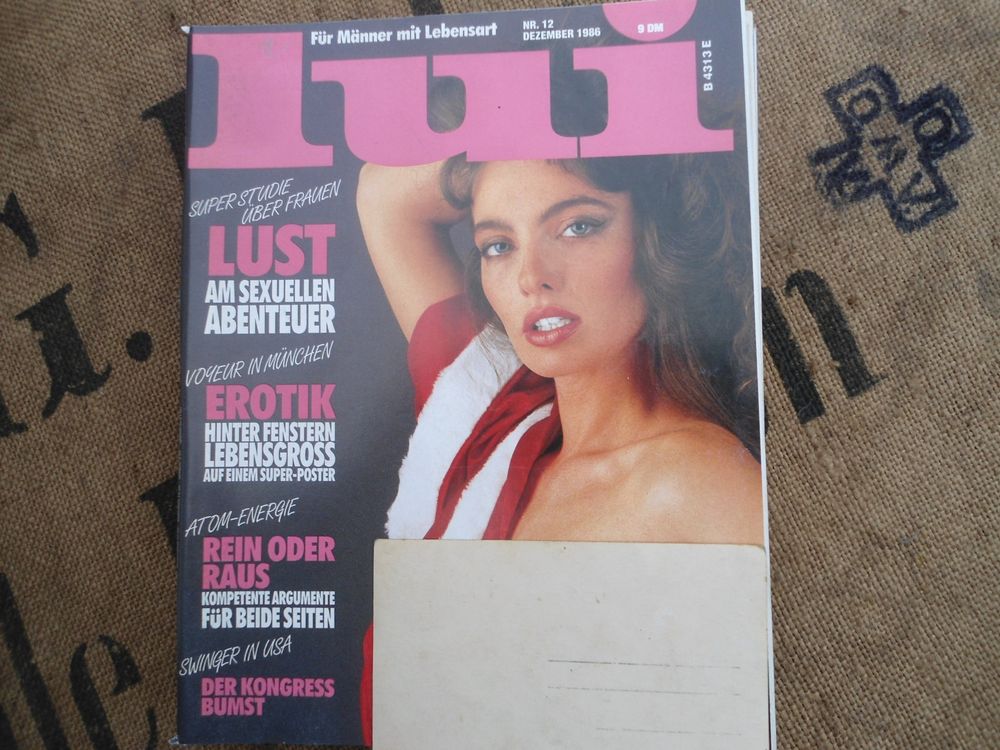 Für Männer mit Lebensart
NR. 12
DEZEMBER 1986
9 DM
B 4313 E
lui
SUPER STUDIE
ÜBER FRAUEN
LUST
AM SEXUELLEN
ABENTEUER
VOYEUR IN MÜNCHEN
EROTIK
HINTER FENSTERN
LEBENSGROSS
AUF EINEM SUPER-POSTER
ATOM-ENERGIE
REIN ODER
RAUS
KOMPETENTE ARGUMENTE
FÜR BEIDE SEITEN
SWINGER IN USA
DER KONGRESS
BUMST